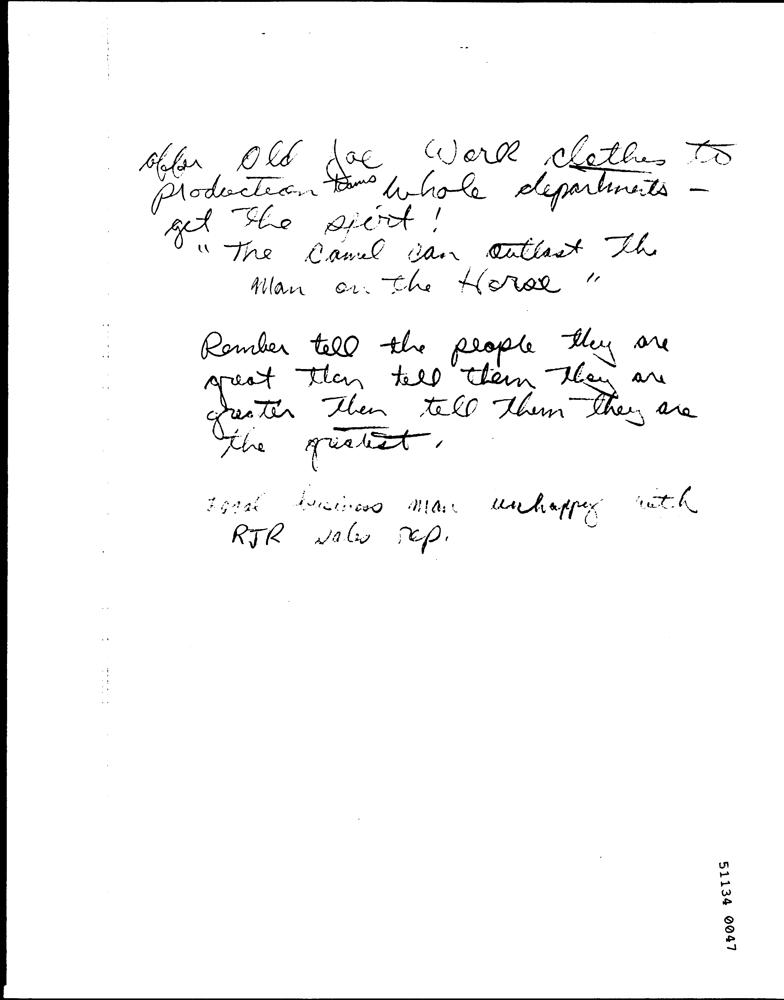 offer Old Joe Work clothes to
production teams whole departments –
get the spirit!
"The Camel can outlast the
Man on the Horse"
Rember tell the people they are
great then tell them they are
greater then tell them they are
the greatest.
business man unhappy with
RJR sales rep.
51134 0047